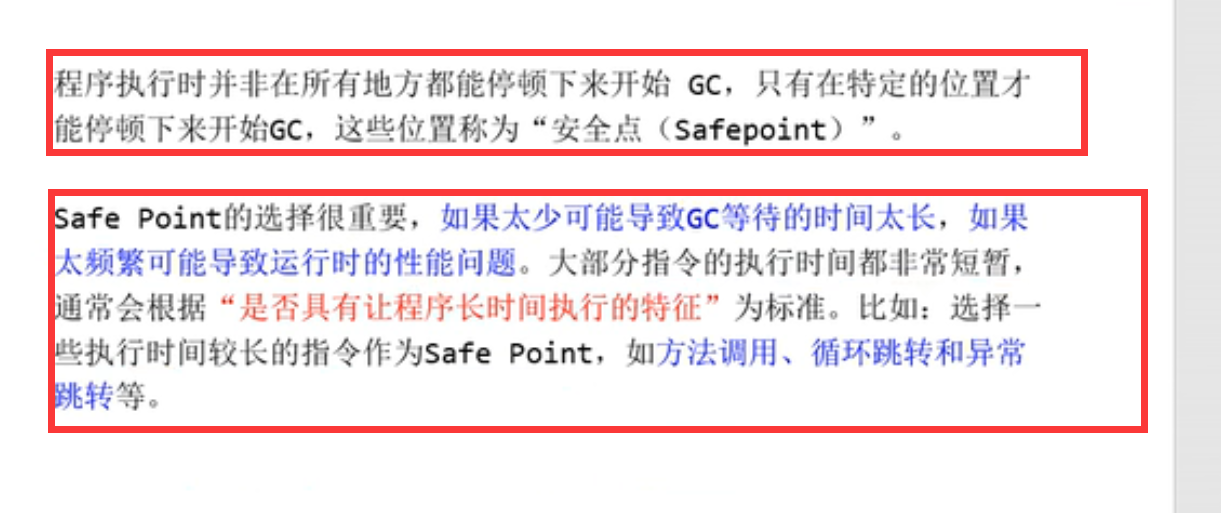 程序执行时并非在所有地方都能停顿下来开始 GC，只有在特定的位置才
能停顿下来开始GC，这些位置称为“安全点（Safepoint）”。
Safe Point的选择很重要，如果太少可能导致GC等待的时间太长，如果
太频繁可能导致运行时的性能问题。大部分指令的执行时间都非常短暂，
通常会根据“是否具有让程序长时间执行的特征”为标准。比如：选择一
些执行时间较长的指令作为Safe Point，如方法调用、循环跳转和异常
跳转等。